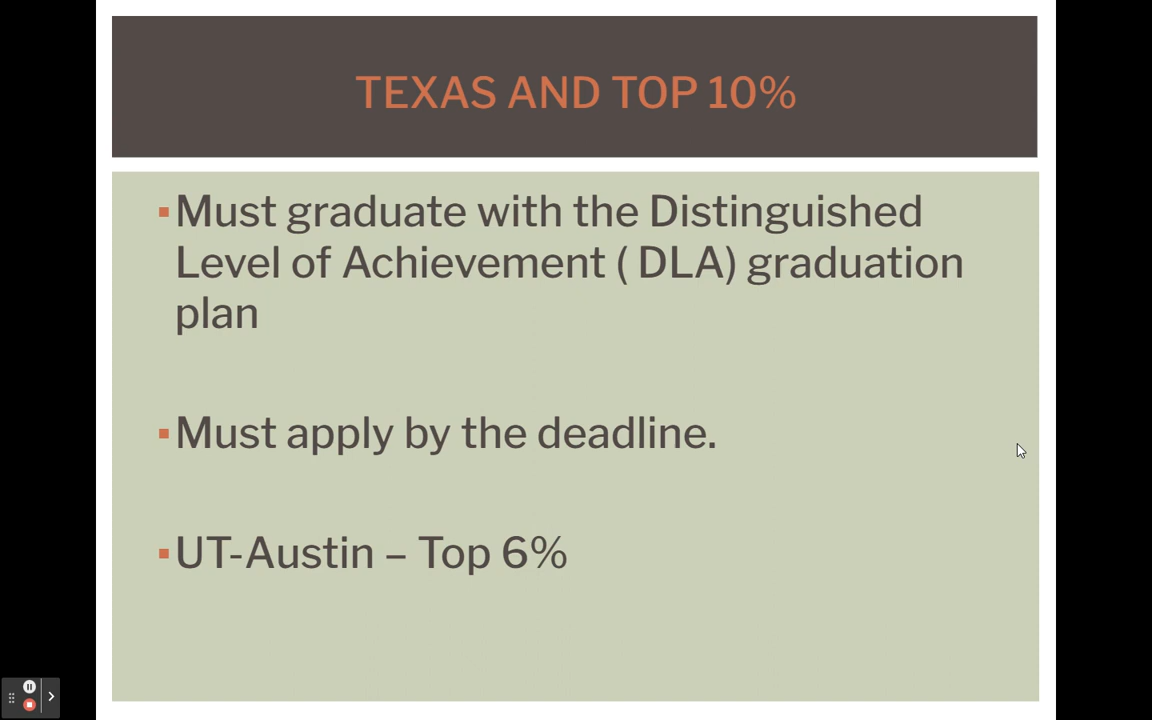 TEXAS AND TOP 10%
▪Must graduate with the Distinguished
Level of Achievement ( DLA) graduation
plan
▪Must apply by the deadline.
▪UT-Austin – Top 6%